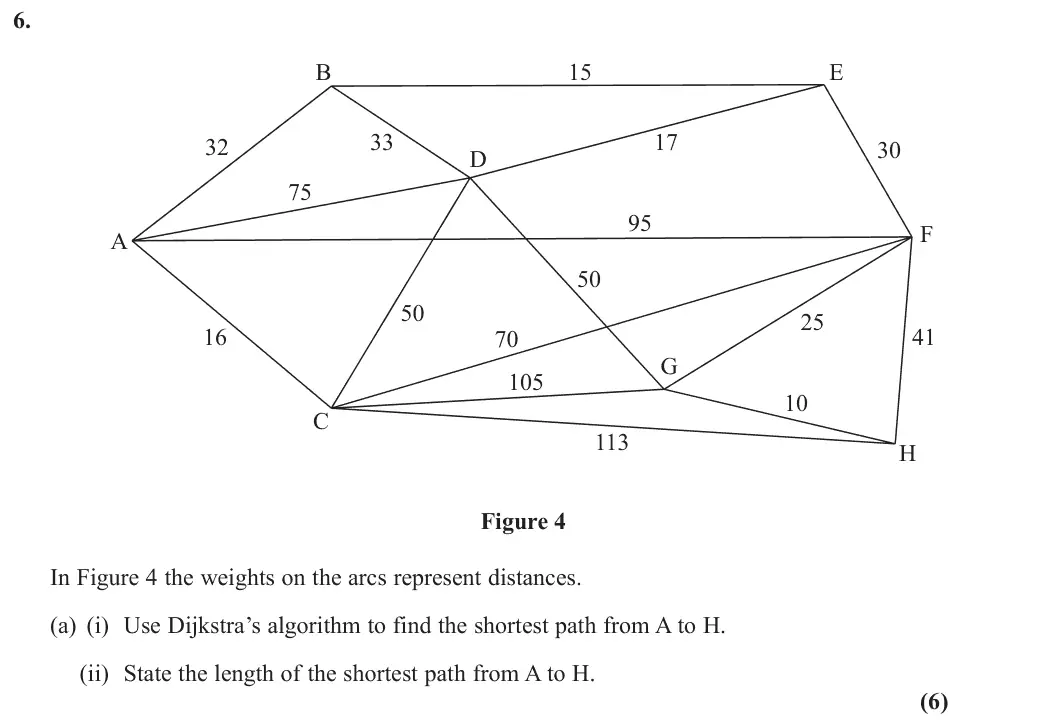 6.
B
15
E
32
33
D
17
30
75
A
95
F
50
16
50
70
25
41
G
105
10
C
113
H
Figure 4
In Figure 4 the weights on the arcs represent distances.
(a) (i) Use Dijkstra’s algorithm to find the shortest path from A to H.
(ii) State the length of the shortest path from A to H.
(6)